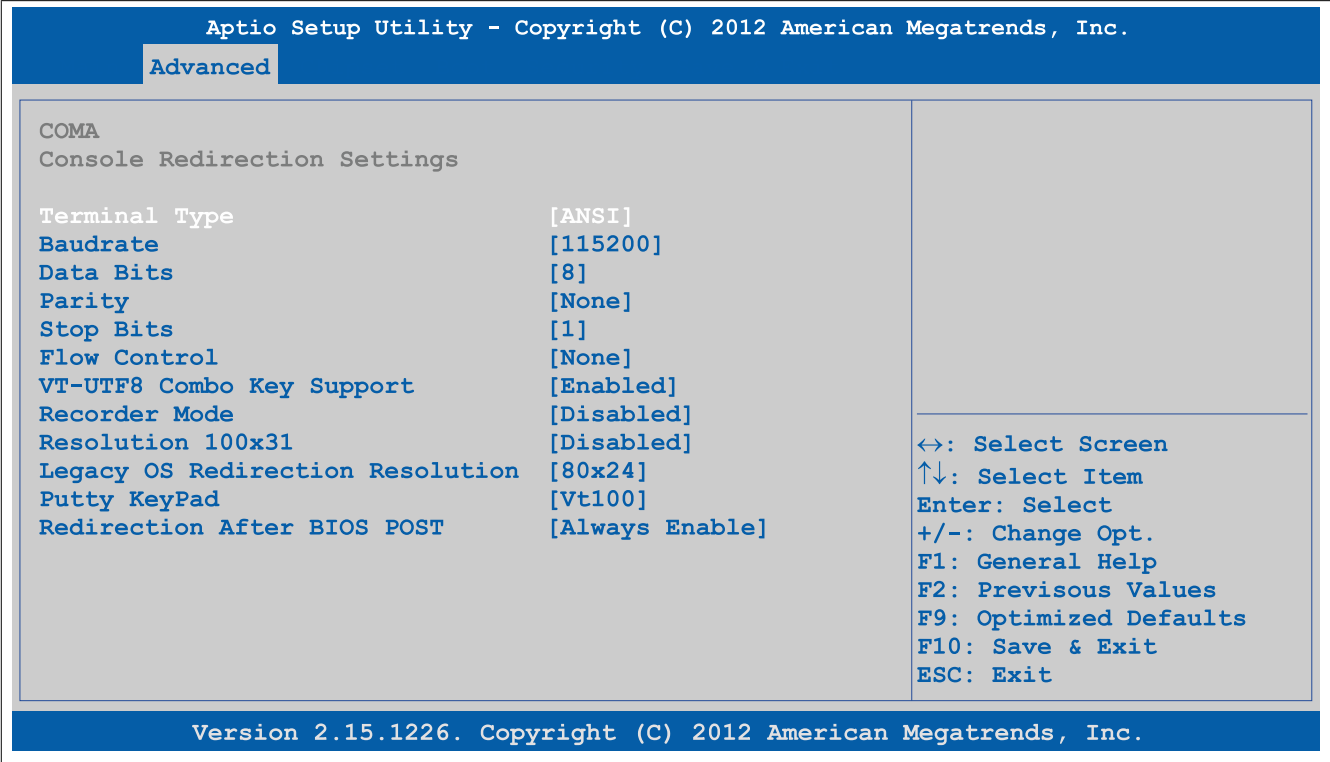 Aptio Setup Utility - Copyright (C) 2012 American Megatrends, Inc.
Advanced
COMA
Console Redirection Settings
Terminal Type [ANSI]
Baudrate [115200]
Data Bits [8]
Parity [None]
Stop Bits [1]
Flow Control [None]
VT-UTF8 Combo Key Support [Enabled]
Recorder Mode [Disabled]
Resolution 100x31 [Disabled]
Legacy OS Redirection Resolution [80x24]
Putty KeyPad [Vt100]
Redirection After BIOS POST [Always Enable]
↔: Select Screen
↑↓: Select Item
Enter: Select
+/-: Change Opt.
F1: General Help
F2: Previsous Values
F9: Optimized Defaults
F10: Save & Exit
ESC: Exit
Version 2.15.1226. Copyright (C) 2012 American Megatrends, Inc.